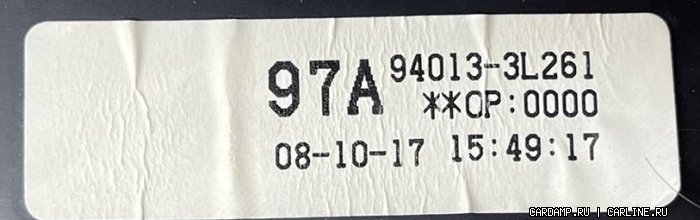 97A 94013-3L261
**OP:0000
08-10-17 15:49:17
CARDAMP.RU | CARLINE.RU